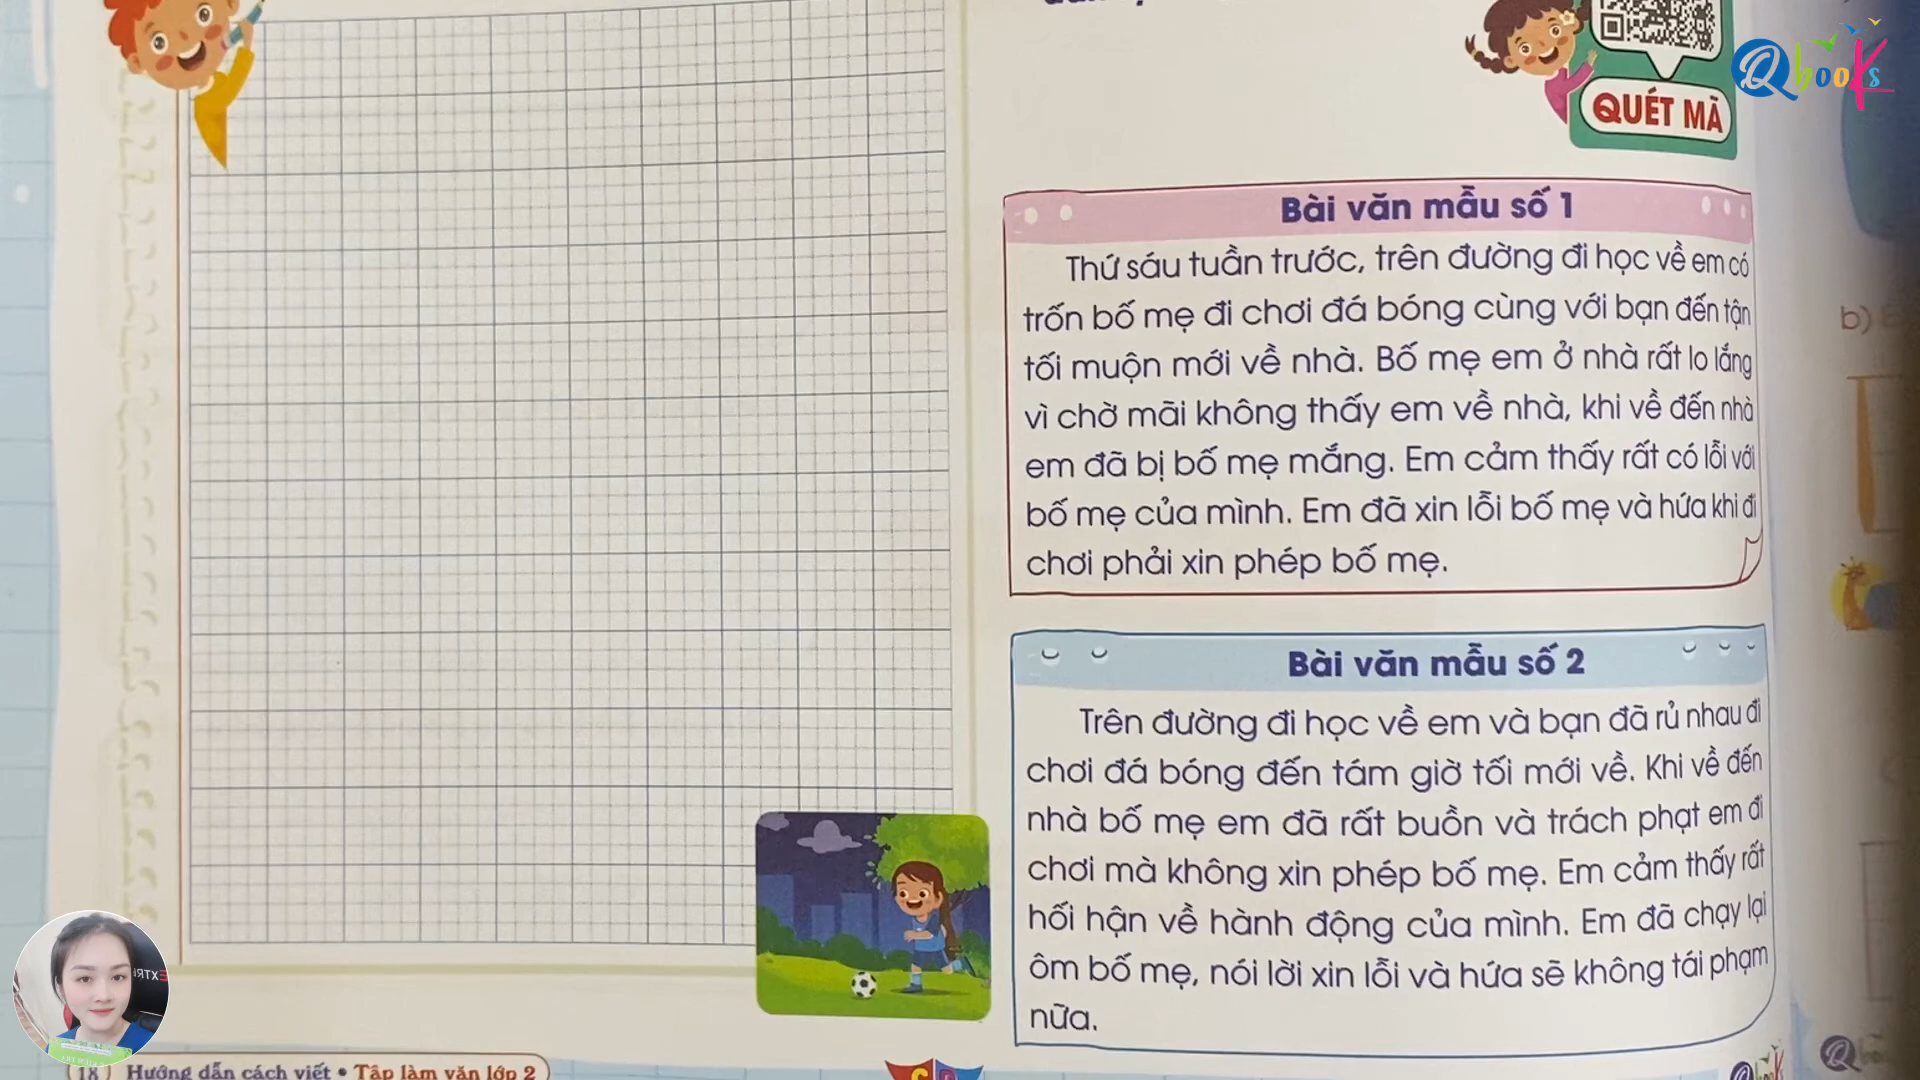 Qbooks
QUÉT MÃ
Bài văn mẫu số 1
Thứ sáu tuần trước, trên đường đi học về em có
trốn bố mẹ đi chơi đá bóng cùng với bạn đến tận
tối muộn mới về nhà. Bố mẹ em ở nhà rất lo lắng
vì chờ mãi không thấy em về nhà, khi về đến nhà
em đã bị bố mẹ mắng. Em cảm thấy rất có lỗi với
bố mẹ của mình. Em đã xin lỗi bố mẹ và hứa khi đi
chơi phải xin phép bố mẹ.
b)
Bài văn mẫu số 2
Trên đường đi học về em và bạn đã rủ nhau đi
chơi đá bóng đến tám giờ tối mới về. Khi về đến
nhà bố mẹ em đã rất buồn và trách phạt em đi
chơi mà không xin phép bố mẹ. Em cảm thấy rất
hối hận về hành động của mình. Em đã chạy lại
ôm bố mẹ, nói lời xin lỗi và hứa sẽ không tái phạm
nữa.
18 Hướng dẫn cách viết • Tập làm văn lớp 2